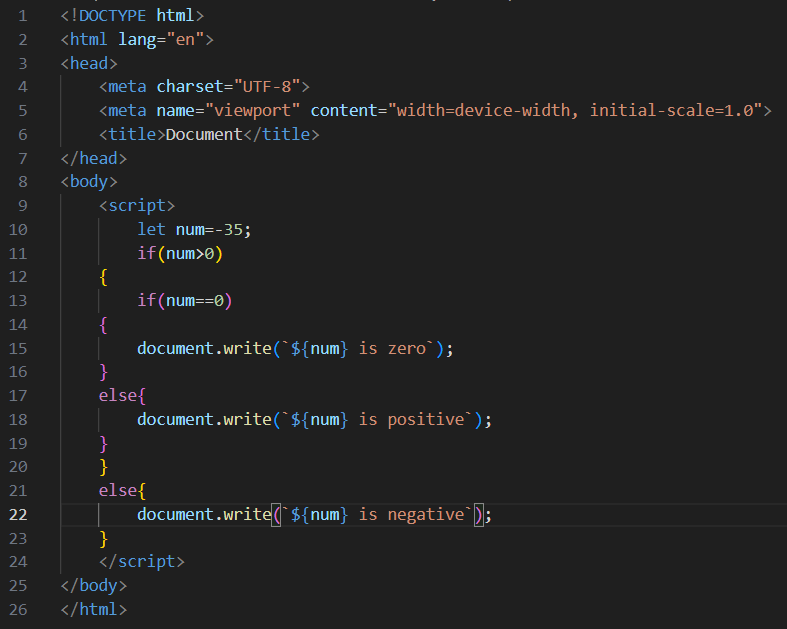 1 <!DOCTYPE html>
2 <html lang="en">
3 <head>
4     <meta charset="UTF-8">
5     <meta name="viewport" content="width=device-width, initial-scale=1.0">
6     <title>Document</title>
7 </head>
8 <body>
9     <script>
10         let num=-35;
11         if(num>0)
12     {
13         if(num==0)
14     {
15         document.write(`${num} is zero`);
16     }
17     else{
18         document.write(`${num} is positive`);
19     }
20     }
21     else{
22         document.write(`${num} is negative`);
23     }
24     </script>
25 </body>
26 </html>